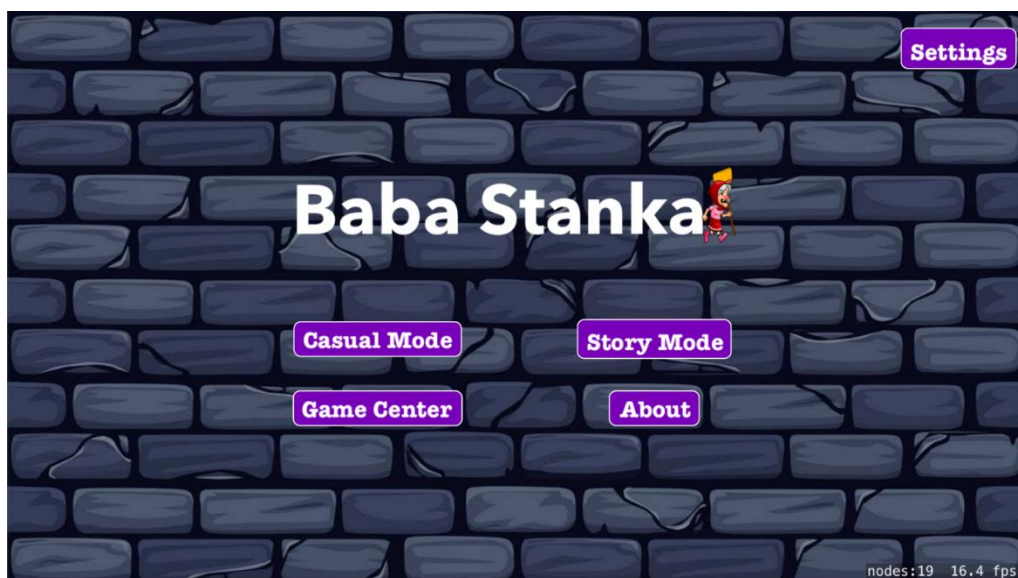 Settings
Baba Stanka
Casual Mode
Story Mode
Game Center
About
nodes:19 16.4 fps